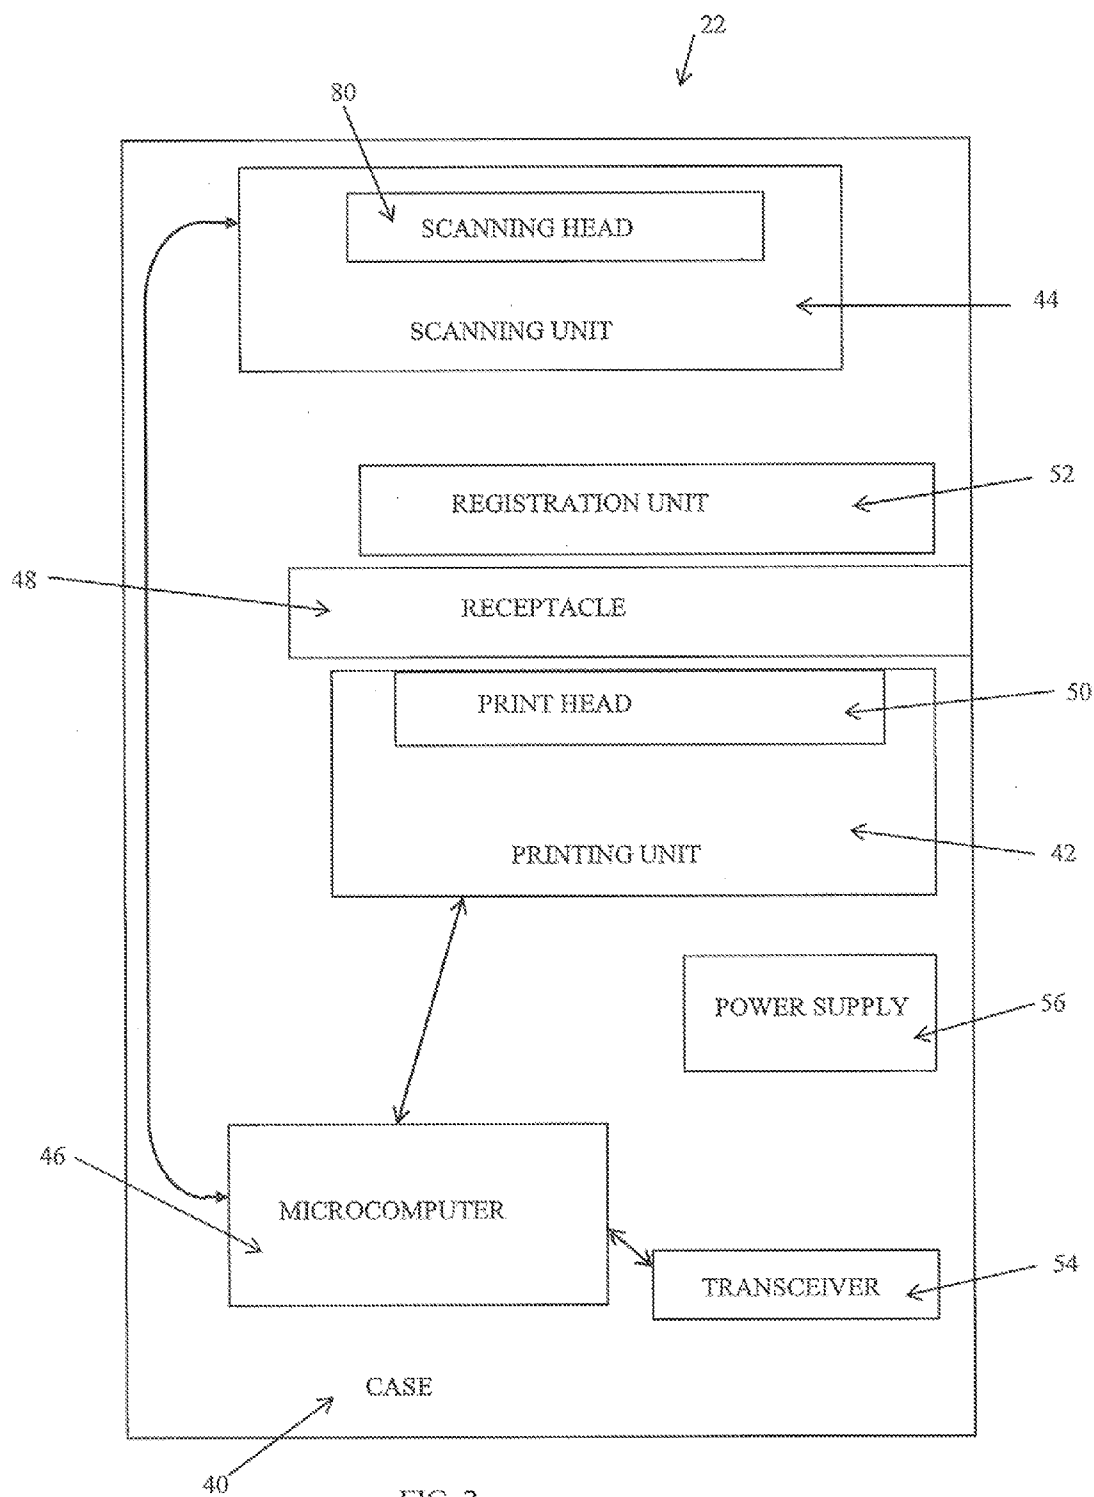 22
80
SCANNING HEAD
44
SCANNING UNIT
52
REGISTRATION UNIT
48
RECEPTACLE
50
PRINT HEAD
42
PRINTING UNIT
56
POWER SUPPLY
46
MICROCOMPUTER
54
TRANSCEIVER
CASE
40